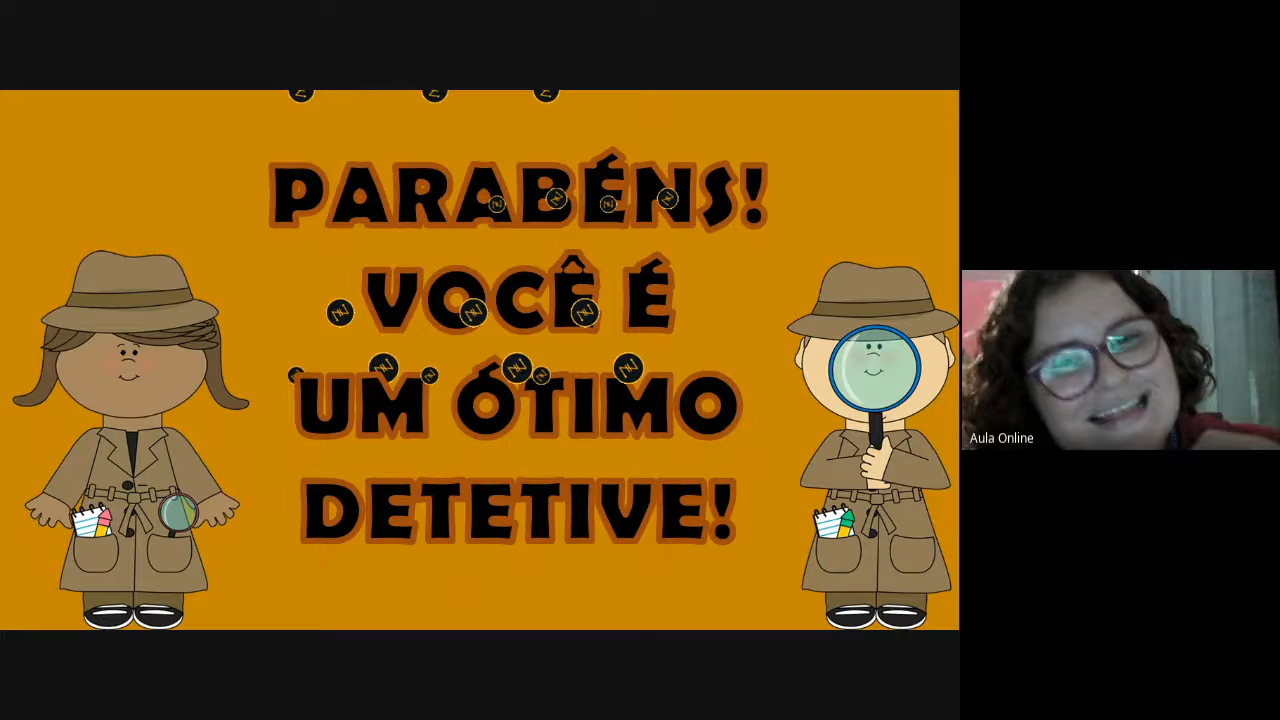 PARABÉNS!
VOCÊ É
UM ÓTIMO
DETETIVE!
Aula Online